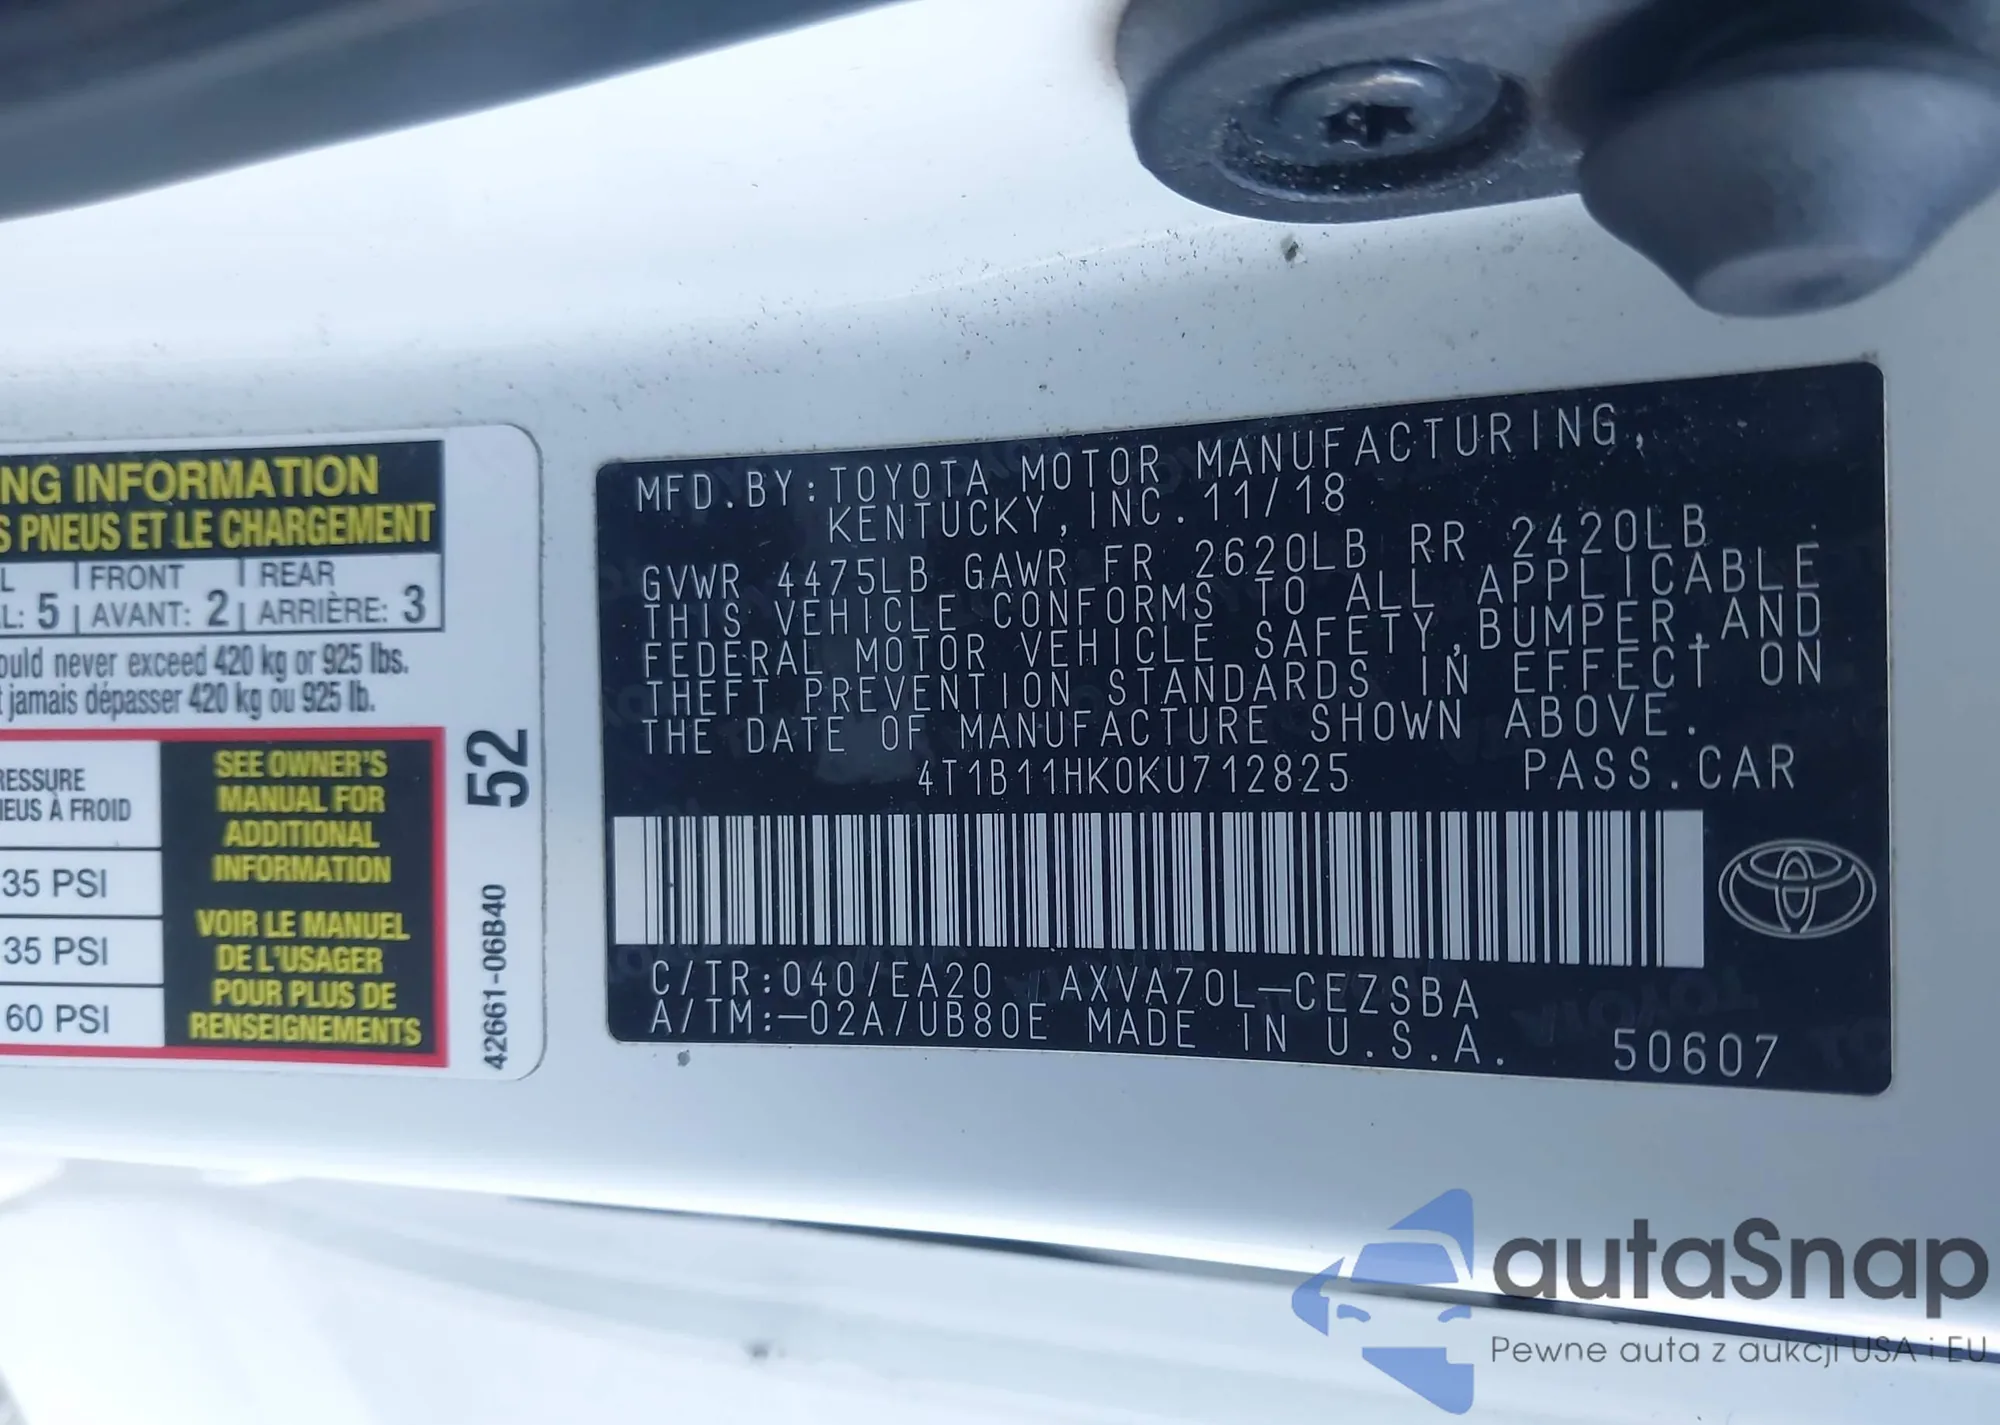 NG INFORMATION
S PNEUS ET LE CHARGEMENT
L | FRONT | REAR
L: 5 | AVANT: 2 | ARRIÈRE: 3
ould never exceed 420 kg or 925 lbs.
t jamais dépasser 420 kg ou 925 lb.
RESSURE
NEUS À FROID
35 PSI
35 PSI
60 PSI
SEE OWNER'S
MANUAL FOR
ADDITIONAL
INFORMATION
VOIR LE MANUEL
DE L'USAGER
POUR PLUS DE
RENSEIGNEMENTS
52
42661-06B40
MFD.BY:TOYOTA MOTOR MANUFACTURING,
KENTUCKY,INC. 11/18
GVWR 4475LB GAWR FR 2620LB RR 2420LB
THIS VEHICLE CONFORMS TO ALL APPLICABLE
FEDERAL MOTOR VEHICLE SAFETY,BUMPER,AND
THEFT PREVENTION STANDARDS IN EFFECT ON
THE DATE OF MANUFACTURE SHOWN ABOVE.
4T1B11HK0KU712825 PASS.CAR
C/TR:040/EA20 AXVA70L-CEZSBA
A/TM:-02A/UB80E MADE IN U.S.A. 50607
autaSnap
Pewne auta z aukcji USA i EU